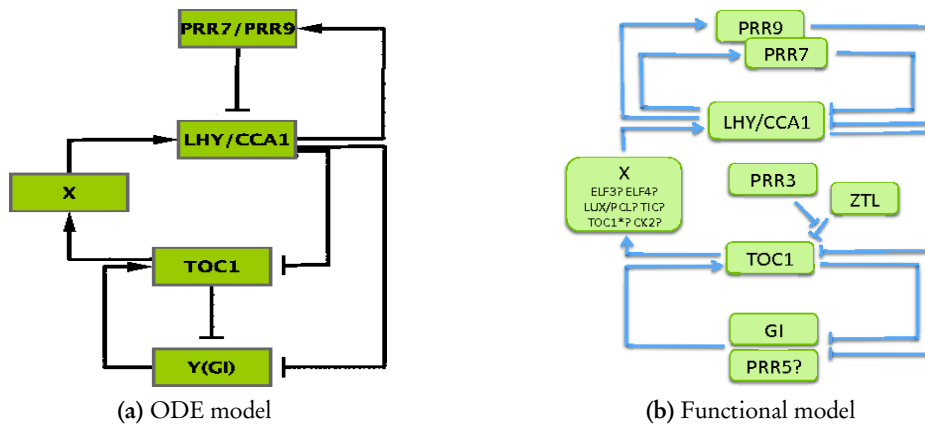 PRR7/PRR9
LHY/CCA1
X
TOC1
Y(GI)
(a) ODE model
PRR9
PRR7
LHY/CCA1
X
ELF3? ELF4?
LUX/PCL? TIC?
TOC1*? CK2?
PRR3
ZTL
TOC1
GI
PRR5?
(b) Functional model